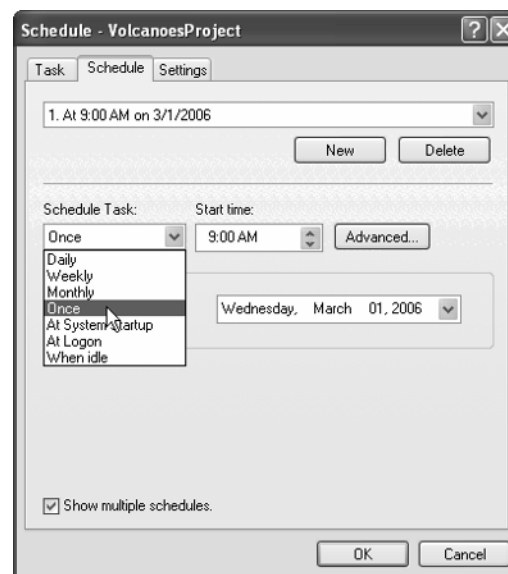 Schedule - VolcanoesProject
Task Schedule Settings
1. At 9:00 AM on 3/1/2006
New Delete
Schedule Task: Start time:
Once 9:00 AM Advanced...
Daily
Weekly
Monthly
Once Wednesday, March 01, 2006
At System Startup
At Logon
When idle
Show multiple schedules.
OK Cancel